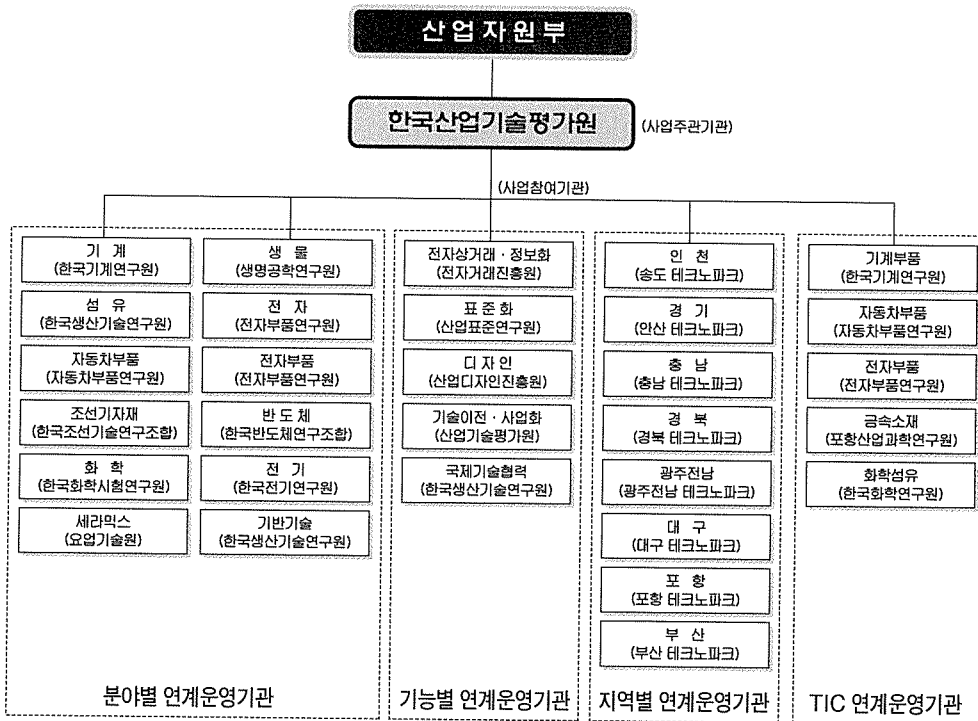 산업자원부
한국산업기술평가원
(사업주관기관)
(사업참여기관)
기 계
(한국기계연구원)
섬 유
(한국생산기술연구원)
자동차부품
(자동차부품연구원)
조선기자재
(한국조선기술연구조합)
화 학
(한국화학시험연구원)
세라믹스
(요업기술원)
생 물
(생명공학연구원)
전 자
(전자부품연구원)
전자부품
(전자부품연구원)
반 도 체
(한국반도체연구조합)
전 기
(한국전기연구원)
기반기술
(한국생산기술연구원)
분야별 연계운영기관
전자상거래 · 정보화
(전자거래진흥원)
표 준 화
(산업표준연구원)
디 자 인
(산업디자인진흥원)
기술이전 · 사업화
(산업기술평가원)
국제기술협력
(한국생산기술연구원)
기능별 연계운영기관
인 천
(송도 테크노파크)
경 기
(안산 테크노파크)
충 남
(충남 테크노파크)
경 북
(경북 테크노파크)
광주전남
(광주전남 테크노파크)
대 구
(대구 테크노파크)
포 항
(포항 테크노파크)
부 산
(부산 테크노파크)
지역별 연계운영기관
기계부품
(한국기계연구원)
자동차부품
(자동차부품연구원)
전자부품
(전자부품연구원)
금속소재
(포항산업과학연구원)
화학섬유
(한국화학연구원)
TIC 연계운영기관